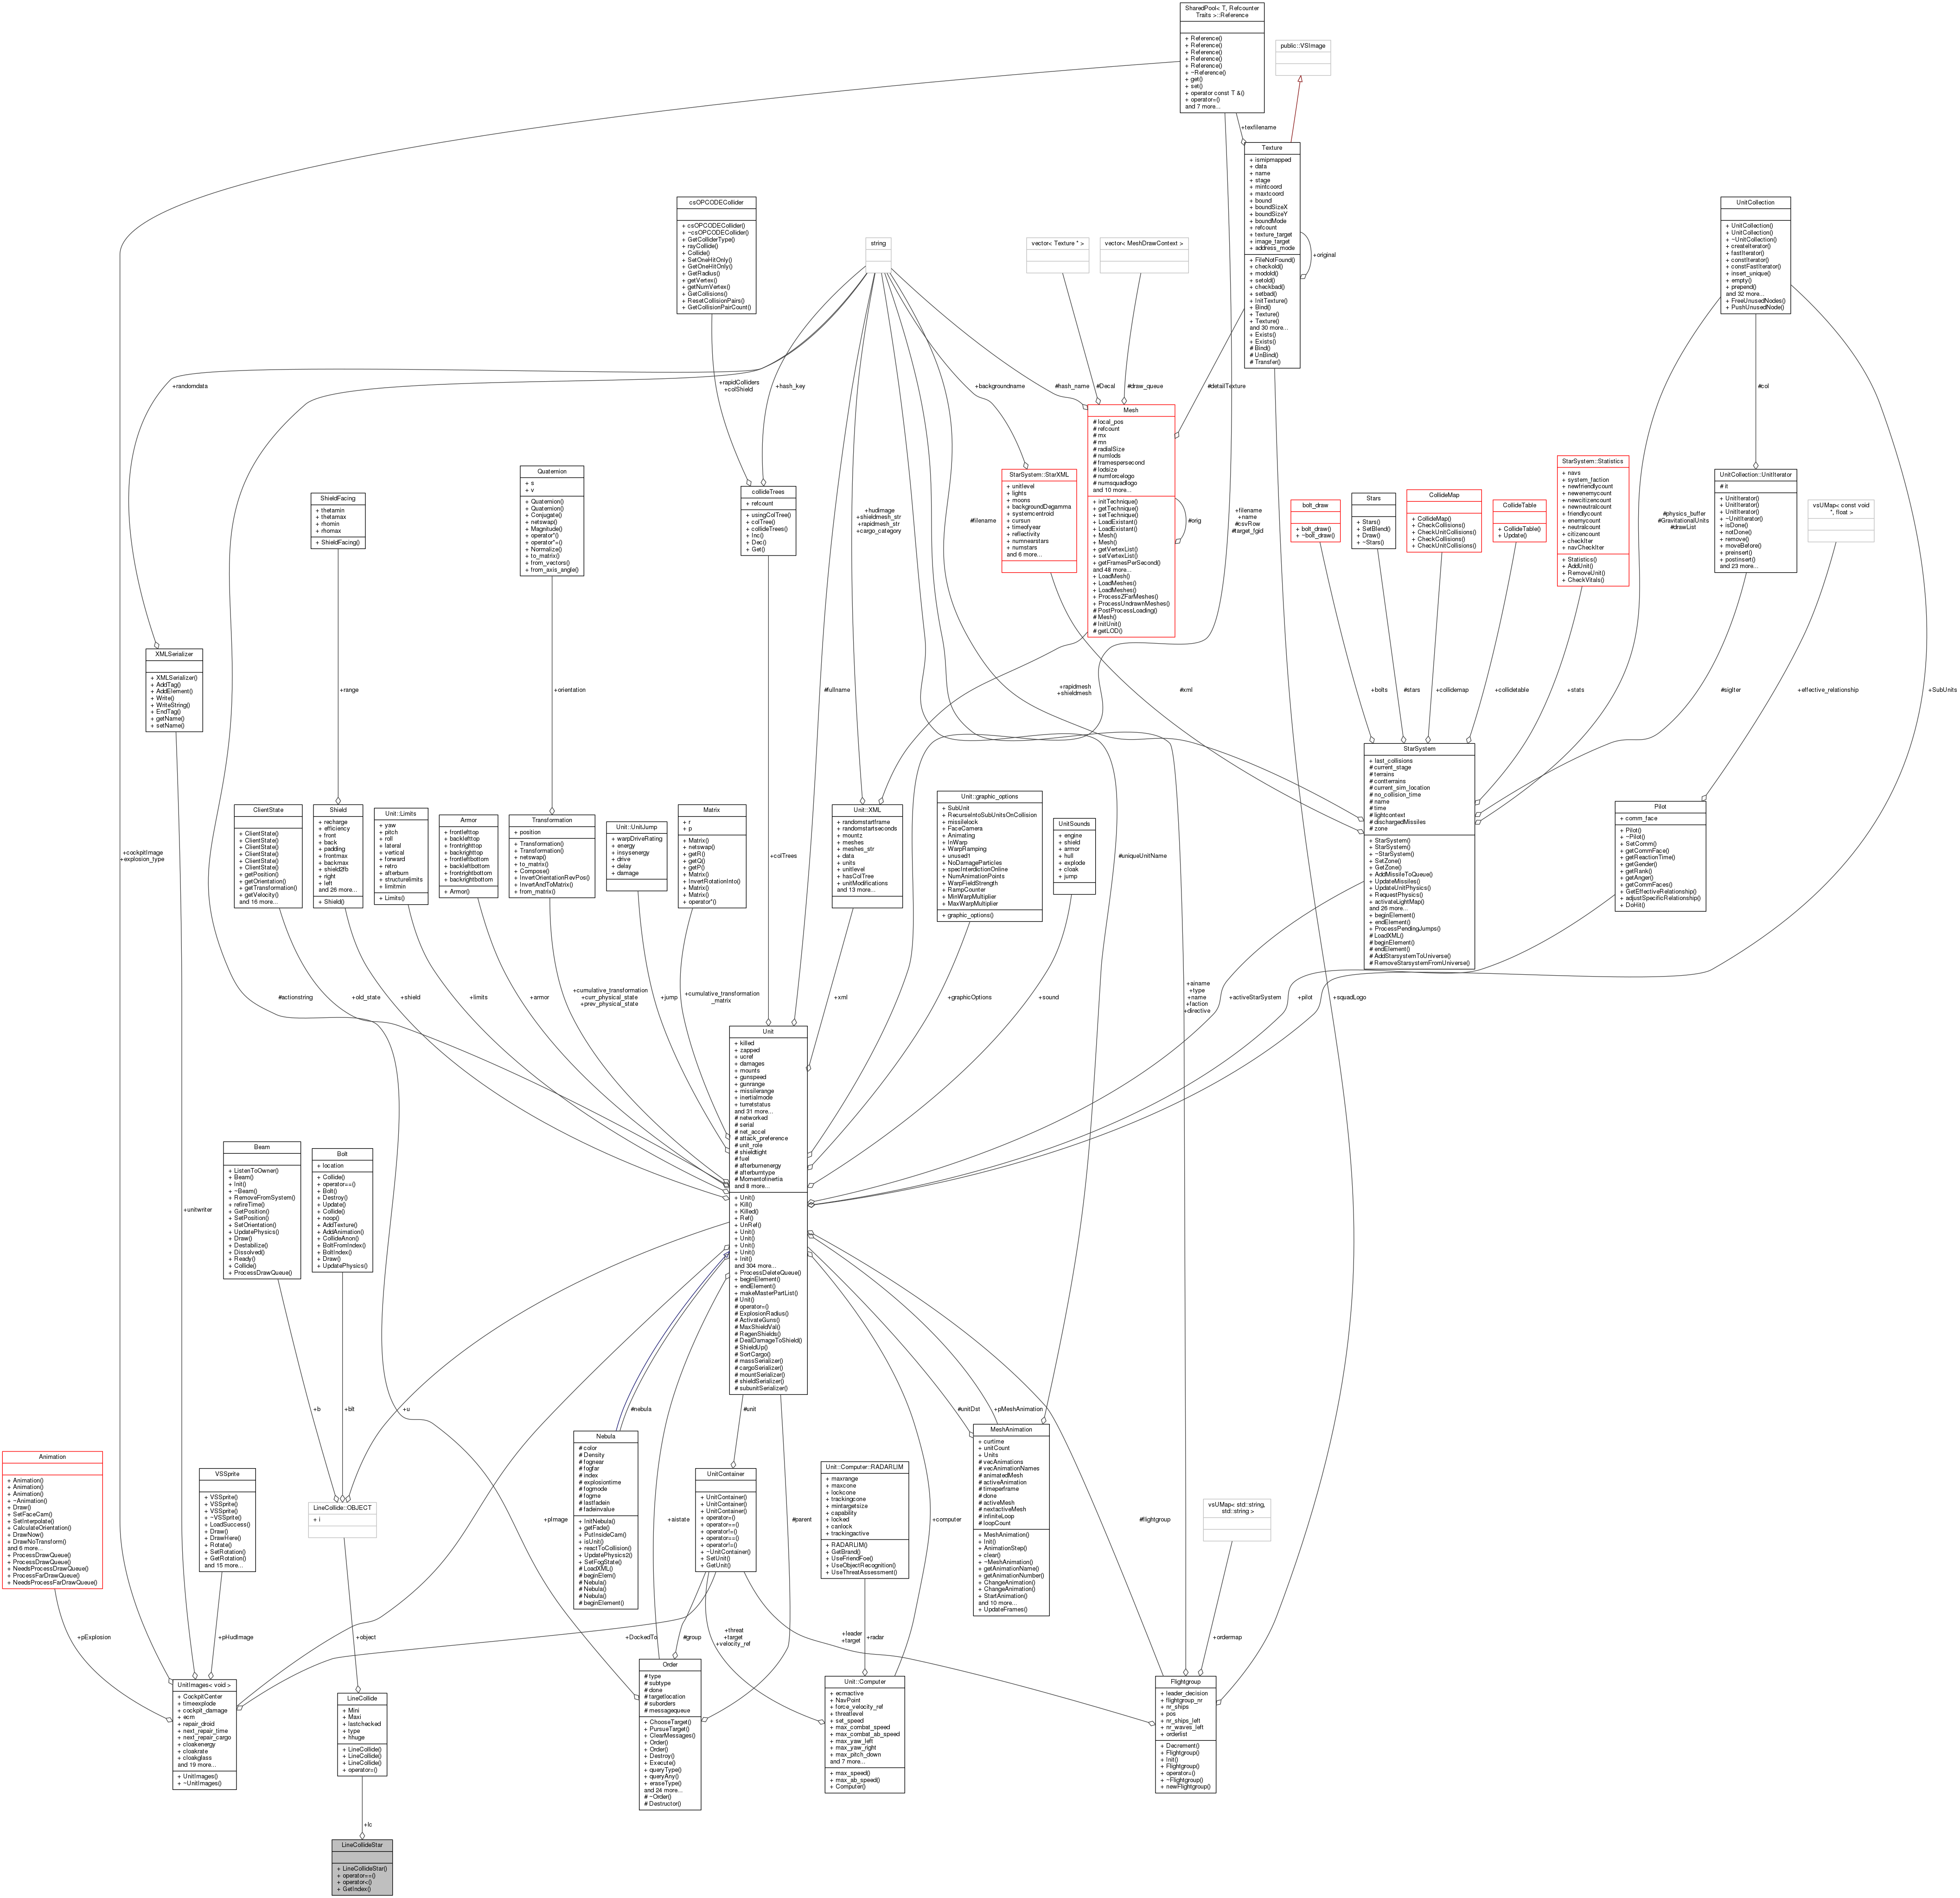 SharedPool< T, Refcounter
Traits >::Reference
+ Reference()
+ Reference()
+ Reference()
+ Reference()
+ Reference()
+ ~Reference()
+ get()
+ set()
+ operator const T &()
+ operator=()
and 7 more...
public::VSImage
+texfilename
Texture
+ ismipmapped
+ data
+ name
+ stage
+ mintcoord
+ maxtcoord
+ bound
+ boundSizeX
+ boundSizeY
+ boundMode
+ refcount
+ texture_target
+ image_target
+ address_mode
+ FileNotFound()
+ checkold()
+ modold()
+ setold()
+ checkbad()
+ setbad()
+ InitTexture()
+ Bind()
+ Texture()
+ Texture()
and 30 more...
+ Exists()
+ Exists()
# Bind()
# UnBind()
# Transfer()
+original
csOPCODECollider
+ csOPCODECollider()
+ ~csOPCODECollider()
+ GetColliderType()
+ rayCollide()
+ Collide()
+ SetOneHitOnly()
+ GetOneHitOnly()
+ GetRadius()
+ getVertex()
+ getNumVertex()
+ GetCollisions()
+ ResetCollisionPairs()
+ GetCollisionPairCount()
string
vector< Texture * >
vector< MeshDrawContext >
UnitCollection
+ UnitCollection()
+ UnitCollection()
+ ~UnitCollection()
+ createIterator()
+ fastIterator()
+ constIterator()
+ constFastIterator()
+ insert_unique()
+ empty()
+ prepend()
and 32 more...
+ FreeUnusedNodes()
+ PushUnusedNode()
+randomdata
+rapidColliders
+colShield
+hash_key
+backgroundname
#hash_name
#Decal
#draw_queue
#detailTexture
#col
Mesh
# local_pos
# refcount
# mx
# mn
# radialSize
# numlods
# framespersecond
# lodsize
# numforcelogo
# numsquadlogo
and 10 more...
+ initTechnique()
+ getTechnique()
+ setTechnique()
+ LoadExistant()
+ LoadExistant()
+ Mesh()
+ Mesh()
+ getVertexList()
+ setVertexList()
+ getFramesPerSecond()
and 48 more...
+ LoadMesh()
+ LoadMeshes()
+ LoadMeshes()
+ ProcessZFarMeshes()
+ ProcessUndrawnMeshes()
# PostProcessLoading()
# Mesh()
# InitUnit()
# getLOD()
#orig
StarSystem::StarXML
+ unitlevel
+ lights
+ moons
+ backgroundDegamma
+ systemcentroid
+ cursun
+ timeofyear
+ reflectivity
+ numnearstars
+ numstars
and 6 more...
StarSystem::Statistics
+ navs
+ system_faction
+ newfriendlycount
+ newenemycount
+ newcitizencount
+ newneutralcount
+ friendlycount
+ enemycount
+ neutralcount
+ citizencount
+ checkIter
+ navCheckIter
+ Statistics()
+ AddUnit()
+ RemoveUnit()
+ CheckVitals()
UnitCollection::UnitIterator
# it
+ UnitIterator()
+ UnitIterator()
+ UnitIterator()
+ ~UnitIterator()
+ isDone()
+ notDone()
+ remove()
+ moveBefore()
+ preinsert()
+ postinsert()
and 23 more...
Quaternion
+ s
+ v
+ Quaternion()
+ Quaternion()
+ Conjugate()
+ netswap()
+ Magnitude()
+ operator*()
+ operator*=()
+ Normalize()
+ to_matrix()
+ from_vectors()
+ from_axis_angle()
collideTrees
+ refcount
+ usingColTree()
+ colTree()
+ collideTrees()
+ Inc()
+ Dec()
+ Get()
ShieldFacing
+ thetamin
+ thetamax
+ rhomin
+ rhomax
+ ShieldFacing()
bolt_draw
+ bolt_draw()
+ ~bolt_draw()
Stars
+ Stars()
+ SetBlend()
+ Draw()
+ ~Stars()
CollideMap
+ CollideMap()
+ CheckCollisions()
+ CheckCollisions()
+ CheckCollisions()
+ CheckUnitCollisions()
CollideTable
+ CollideTable()
+ Update()
vsUMap< const void
*, float >
+hudimage
+shieldmesh_str
+rapidmesh_str
+cargo_category
#filename
+filename
+name
#csvRow
#target_fgid
#physics_buffer
#GravitationalUnits
#drawList
XMLSerializer
+ XMLSerializer()
+ AddTag()
+ AddElement()
+ Write()
+ WriteString()
+ EndTag()
+ getName()
+ setName()
+range
+orientation
#fullname
+rapidmesh
+shieldmesh
#xml
+bolts
#stars
+collidemap
+collidetable
+stats
#sigIter
+effective_relationship
+SubUnits
StarSystem
+ last_collisions
# current_stage
# terrains
# contterrains
# current_sim_location
# no_collision_time
# name
# time
# lightcontext
# dischargedMissiles
# zone
+ StarSystem()
+ StarSystem()
+ ~StarSystem()
+ SetZone()
+ GetZone()
+ AddMissileToQueue()
+ UpdateMissiles()
+ UpdateUnitPhysics()
+ RequestPhysics()
+ activateLightMap()
and 26 more...
+ beginElement()
+ endElement()
+ ProcessPendingJumps()
# LoadXML()
# beginElement()
# endElement()
# AddStarsystemToUniverse()
# RemoveStarsystemFromUniverse()
Pilot
+ comm_face
+ Pilot()
+ ~Pilot()
+ SetComm()
+ getCommFace()
+ getReactionTime()
+ getGender()
+ getRank()
+ getAnger()
+ getCommFaces()
+ GetEffectiveRelationship()
+ adjustSpecificRelationship()
+ DoHit()
ClientState
+ ClientState()
+ ClientState()
+ ClientState()
+ ClientState()
+ ClientState()
+ ClientState()
+ getPosition()
+ getOrientation()
+ getTransformation()
+ getVelocity()
and 16 more...
Shield
+ recharge
+ efficiency
+ front
+ back
+ padding
+ frontmax
+ backmax
+ shield2fb
+ right
+ left
and 26 more...
+ Shield()
Unit::Limits
+ yaw
+ pitch
+ roll
+ lateral
+ vertical
+ forward
+ retro
+ afterburn
+ structurelimits
+ limitmin
+ Limits()
Armor
+ frontlefttop
+ backlefttop
+ frontrighttop
+ backrighttop
+ frontleftbottom
+ backleftbottom
+ frontrightbottom
+ backrightbottom
+ Armor()
Transformation
+ position
+ Transformation()
+ Transformation()
+ netswap()
+ to_matrix()
+ Compose()
+ InvertOrientationRevPos()
+ InvertAndToMatrix()
+ from_matrix()
Unit::UnitJump
+ warpDriveRating
+ energy
+ insysenergy
+ drive
+ delay
+ damage
Matrix
+ r
+ p
+ Matrix()
+ netswap()
+ getR()
+ getQ()
+ getP()
+ Matrix()
+ InvertRotationInto()
+ Matrix()
+ Matrix()
+ operator*()
Unit::XML
+ randomstartframe
+ randomstartseconds
+ mountz
+ meshes
+ meshes_str
+ data
+ units
+ unitlevel
+ hasColTree
+ unitModifications
and 13 more...
Unit::graphic_options
+ SubUnit
+ RecurseIntoSubUnitsOnCollision
+ missilelock
+ FaceCamera
+ Animating
+ InWarp
+ WarpRamping
+ unused1
+ NoDamageParticles
+ specInterdictionOnline
+ NumAnimationPoints
+ WarpFieldStrength
+ RampCounter
+ MinWarpMultiplier
+ MaxWarpMultiplier
+ graphic_options()
UnitSounds
+ engine
+ shield
+ armor
+ hull
+ explode
+ cloak
+ jump
+cockpitImage
+explosion_type
+colTrees
#uniqueUnitName
#actionstring
+old_state
+shield
+limits
+armor
+cumulative_transformation
+curr_physical_state
+prev_physical_state
+jump
+cumulative_transformation
_matrix
+xml
+graphicOptions
+sound
+ainame
+type
+name
+faction
+directive
+activeStarSystem
+pilot
+squadLogo
Unit
+ killed
+ zapped
+ ucref
+ damages
+ mounts
+ gunspeed
+ gunrange
+ missilerange
+ inertialmode
+ turretstatus
and 31 more...
# networked
# serial
# net_accel
# attack_preference
# unit_role
# shieldtight
# fuel
# afterburnenergy
# afterburntype
# MomentofInertia
and 8 more...
+ Unit()
+ Kill()
+ Killed()
+ Ref()
+ UnRef()
+ Unit()
+ Unit()
+ Unit()
+ Unit()
+ Init()
and 304 more...
+ ProcessDeleteQueue()
+ beginElement()
+ endElement()
+ makeMasterPartList()
# Unit()
# operator=()
# ExplosionRadius()
# ActivateGuns()
# MaxShieldVal()
# RegenShields()
# DealDamageToShield()
# ShieldUp()
# SortCargo()
# massSerializer()
# cargoSerializer()
# mountSerializer()
# shieldSerializer()
# subunitSerializer()
Beam
+ ListenToOwner()
+ Beam()
+ Init()
+ ~Beam()
+ RemoveFromSystem()
+ refireTime()
+ GetPosition()
+ SetPosition()
+ SetOrientation()
+ UpdatePhysics()
+ Draw()
+ Destabilize()
+ Dissolved()
+ Ready()
+ Collide()
+ ProcessDrawQueue()
Bolt
+ location
+ Collide()
+ operator==()
+ Bolt()
+ Destroy()
+ Update()
+ Collide()
+ noop()
+ AddTexture()
+ AddAnimation()
+ CollideAnon()
+ BoltFromIndex()
+ BoltIndex()
+ Draw()
+ UpdatePhysics()
+unitwriter
+b
+blt
+u
#nebula
#unit
#unitDst
+pMeshAnimation
Animation
+ Animation()
+ Animation()
+ Animation()
+ ~Animation()
+ Draw()
+ SetFaceCam()
+ SetInterpolate()
+ CalculateOrientation()
+ DrawNow()
+ DrawNoTransform()
and 6 more...
+ ProcessDrawQueue()
+ ProcessDrawQueue()
+ NeedsProcessDrawQueue()
+ ProcessFarDrawQueue()
+ NeedsProcessFarDrawQueue()
VSSprite
+ VSSprite()
+ VSSprite()
+ VSSprite()
+ ~VSSprite()
+ LoadSuccess()
+ Draw()
+ DrawHere()
+ Rotate()
+ SetRotation()
+ GetRotation()
and 15 more...
LineCollide::OBJECT
+ i
Nebula
# color
# Density
# fognear
# fogfar
# index
# explosiontime
# fogmode
# fogme
# lastfadein
# fadeinvalue
+ InitNebula()
+ getFade()
+ PutInsideCam()
+ isUnit()
+ reactToCollision()
+ UpdatePhysics2()
+ SetFogState()
# LoadXML()
# beginElem()
# Nebula()
# Nebula()
# Nebula()
# beginElement()
UnitContainer
+ UnitContainer()
+ UnitContainer()
+ UnitContainer()
+ operator=()
+ operator==()
+ operator!=()
+ operator==()
+ operator!=()
+ ~UnitContainer()
+ SetUnit()
+ GetUnit()
Unit::Computer::RADARLIM
+ maxrange
+ maxcone
+ lockcone
+ trackingcone
+ mintargetsize
+ capability
+ locked
+ canlock
+ trackingactive
+ RADARLIM()
+ GetBrand()
+ UseFriendFoe()
+ UseObjectRecognition()
+ UseThreatAssessment()
MeshAnimation
+ curtime
+ unitCount
+ Units
# vecAnimations
# vecAnimationNames
# animatedMesh
# activeAnimation
# timeperframe
# done
# activeMesh
# nextactiveMesh
# infiniteLoop
# loopCount
+ MeshAnimation()
+ Init()
+ AnimationStep()
+ clear()
+ ~MeshAnimation()
+ getAnimationName()
+ getAnimationNumber()
+ ChangeAnimation()
+ ChangeAnimation()
+ StartAnimation()
and 10 more...
+ UpdateFrames()
vsUMap< std::string,
std::string >
+pImage
+aistate
#parent
+computer
#flightgroup
+pExplosion
+pHudImage
+object
+DockedTo
#group
+threat
+target
+velocity_ref
+leader
+target
+radar
+ordermap
UnitImages< void >
+ CockpitCenter
+ timeexplode
+ cockpit_damage
+ ecm
+ repair_droid
+ next_repair_time
+ next_repair_cargo
+ cloakenergy
+ cloakrate
+ cloakglass
and 19 more...
+ UnitImages()
+ ~UnitImages()
LineCollide
+ Mini
+ Maxi
+ lastchecked
+ type
+ hhuge
+ LineCollide()
+ LineCollide()
+ LineCollide()
+ operator=()
Order
# type
# subtype
# done
# targetlocation
# suborders
# messagequeue
+ ChooseTarget()
+ PursueTarget()
+ ClearMessages()
+ Order()
+ Order()
+ Destroy()
+ Execute()
+ queryType()
+ queryAny()
+ eraseType()
and 24 more...
# ~Order()
# Destructor()
Unit::Computer
+ ecmactive
+ NavPoint
+ force_velocity_ref
+ threatlevel
+ set_speed
+ max_combat_speed
+ max_combat_ab_speed
+ max_yaw_left
+ max_yaw_right
+ max_pitch_down
and 7 more...
+ max_speed()
+ max_ab_speed()
+ Computer()
Flightgroup
+ leader_decision
+ flightgroup_nr
+ nr_ships
+ pos
+ nr_ships_left
+ nr_waves_left
+ orderlist
+ Decrement()
+ Flightgroup()
+ Init()
+ Flightgroup()
+ operator=()
+ ~Flightgroup()
+ newFlightgroup()
+lc
LineCollideStar
+ LineCollideStar()
+ operator==()
+ operator<()
+ GetIndex()